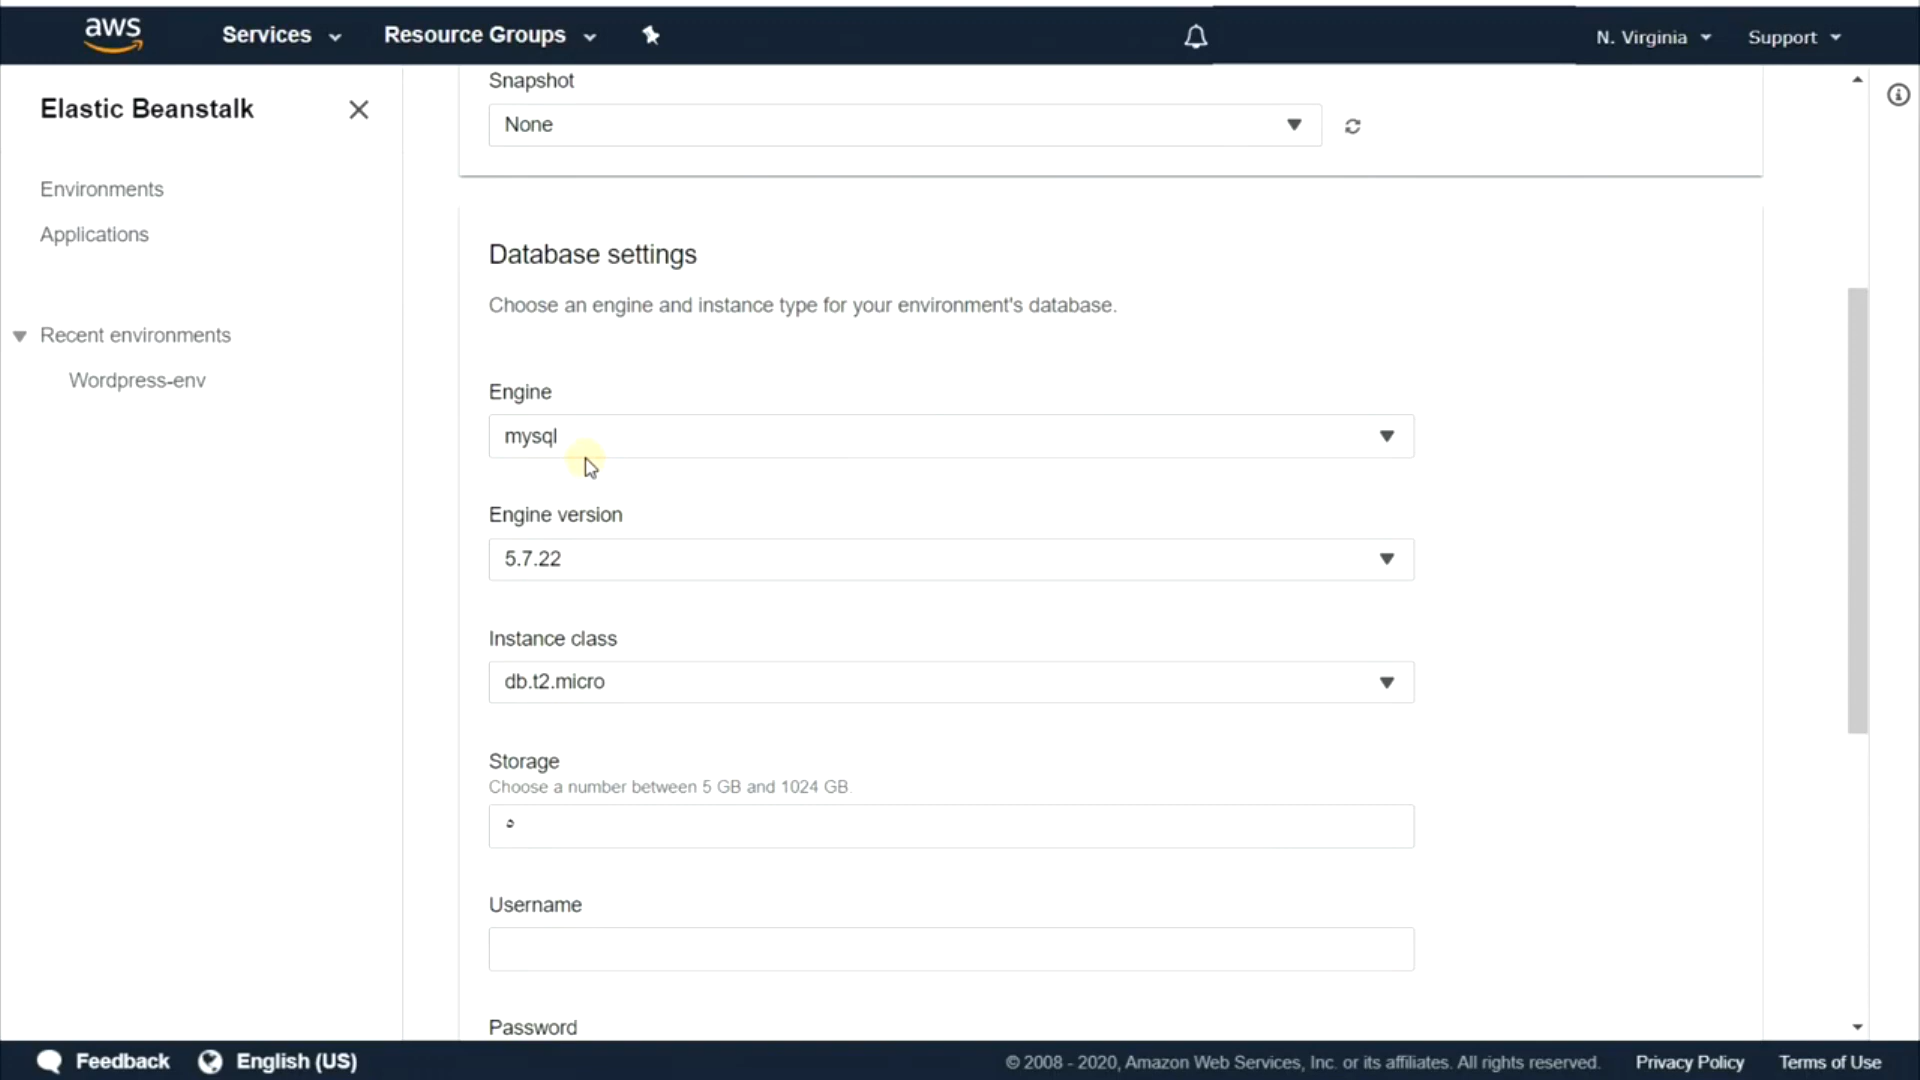 aws
Services
Resource Groups
N. Virginia
Support
Elastic Beanstalk
Environments
Applications
Recent environments
Wordpress-env
Snapshot
None
Database settings
Choose an engine and instance type for your environment's database.
Engine
mysql
Engine version
5.7.22
Instance class
db.t2.micro
Storage
Choose a number between 5 GB and 1024 GB.
Username
Password
Feedback
English (US)
© 2008 - 2020, Amazon Web Services, Inc. or its affiliates. All rights reserved.
Privacy Policy
Terms of Use